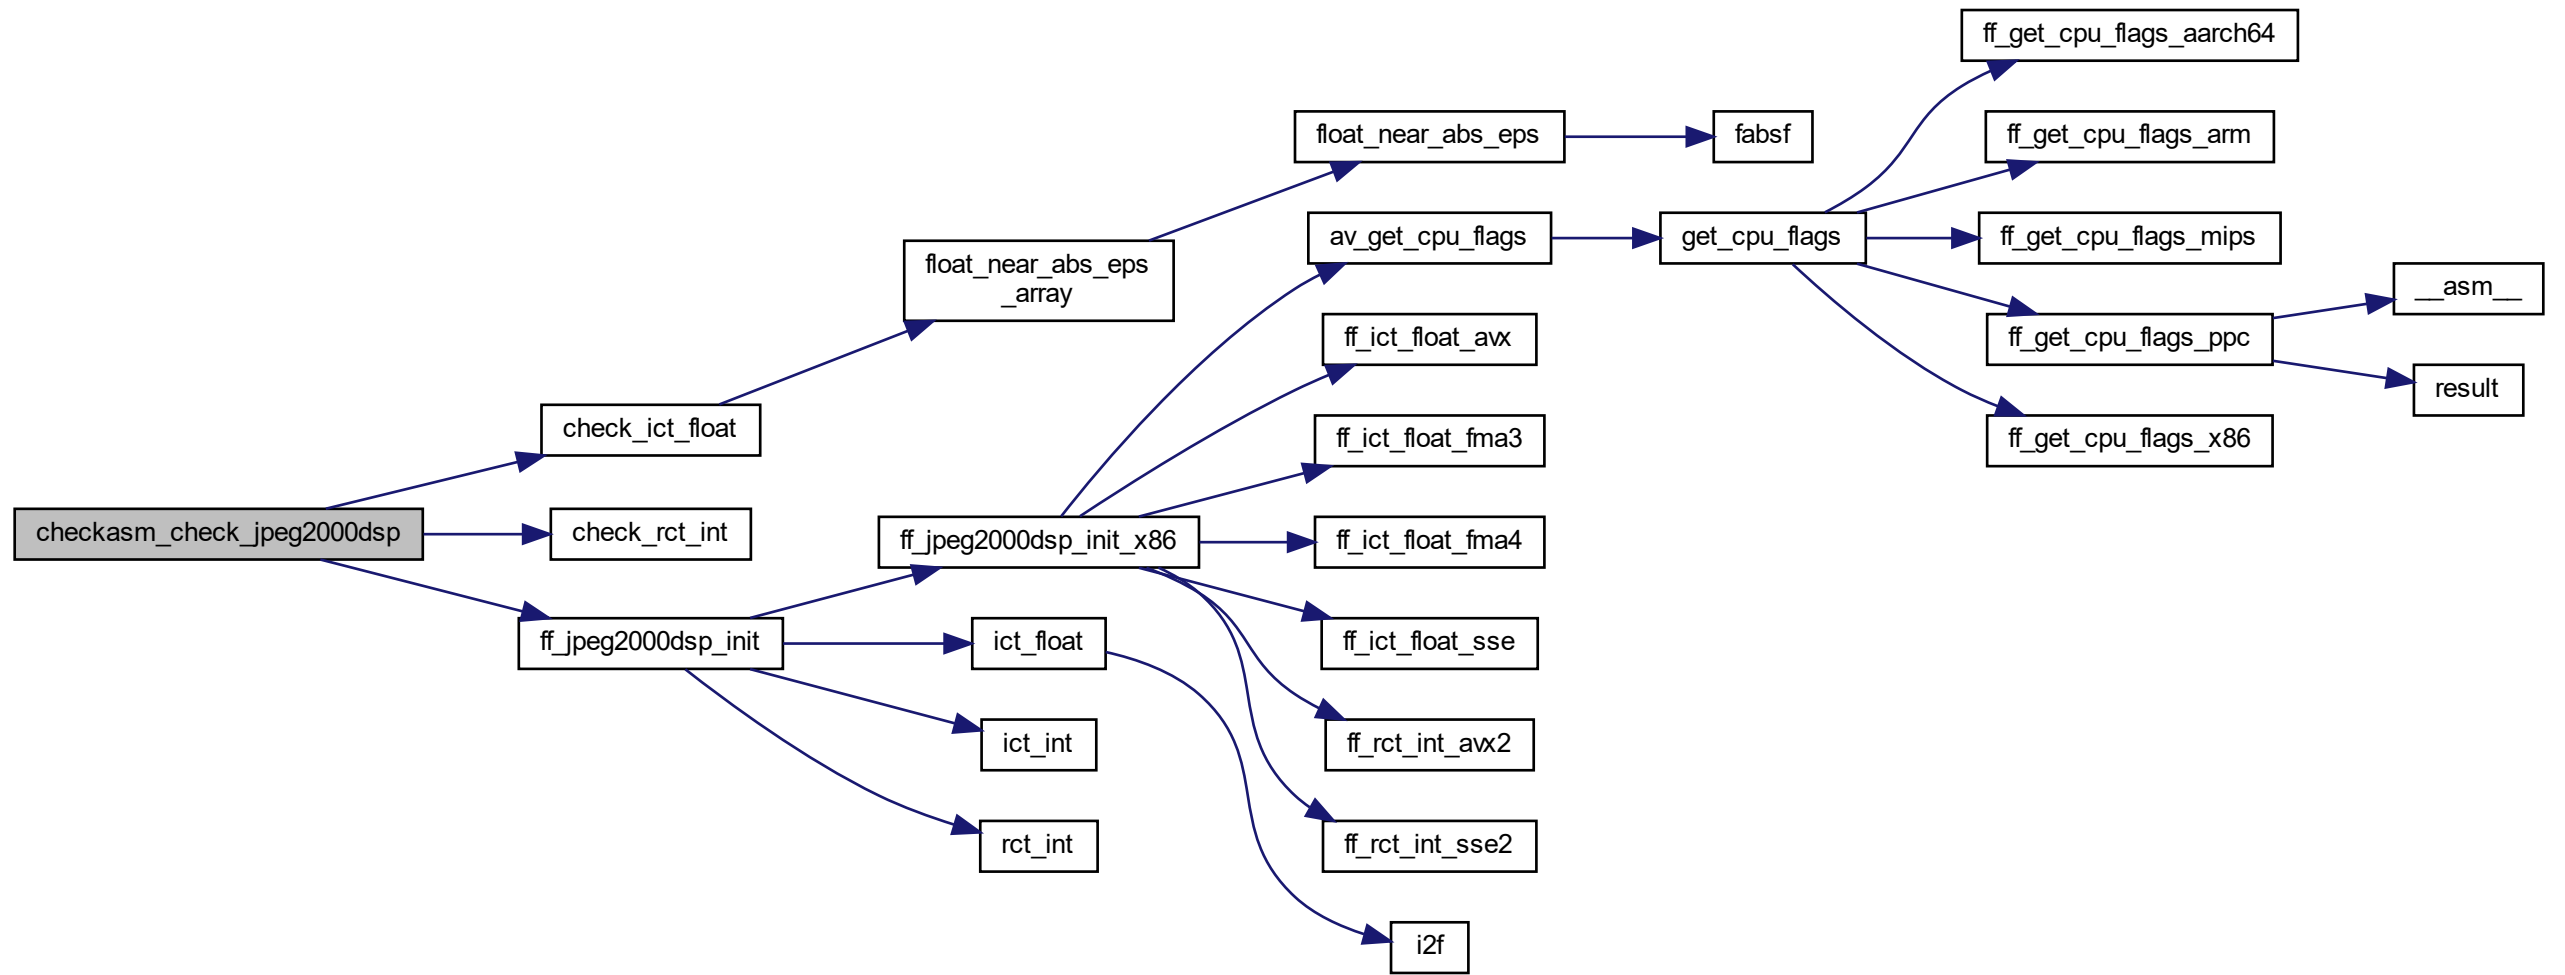 ff_get_cpu_flags_aarch64
float_near_abs_eps
fabsf
ff_get_cpu_flags_arm
av_get_cpu_flags
get_cpu_flags
ff_get_cpu_flags_mips
float_near_abs_eps
_array
__asm__
ff_ict_float_avx
ff_get_cpu_flags_ppc
result
check_ict_float
ff_ict_float_fma3
ff_get_cpu_flags_x86
checkasm_check_jpeg2000dsp
check_rct_int
ff_jpeg2000dsp_init_x86
ff_ict_float_fma4
ff_jpeg2000dsp_init
ict_float
ff_ict_float_sse
ict_int
ff_rct_int_avx2
rct_int
ff_rct_int_sse2
i2f